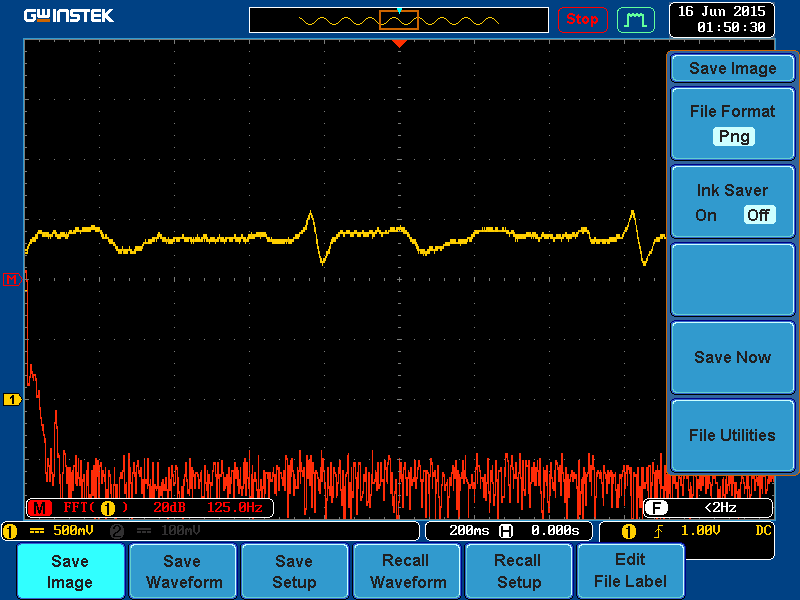 GWINSTEK
Stop
16 Jun 2015
01:50:30
Save Image
File Format
Png
Ink Saver
On Off
M
Save Now
1
File Utilities
M FFT( 1 ) 20dB 125.0Hz
F <2Hz
1 500mV 2 100mV
200ms H 0.000s
1 1.00V DC
Save
Image
Save
Waveform
Save
Setup
Recall
Waveform
Recall
Setup
Edit
File Label